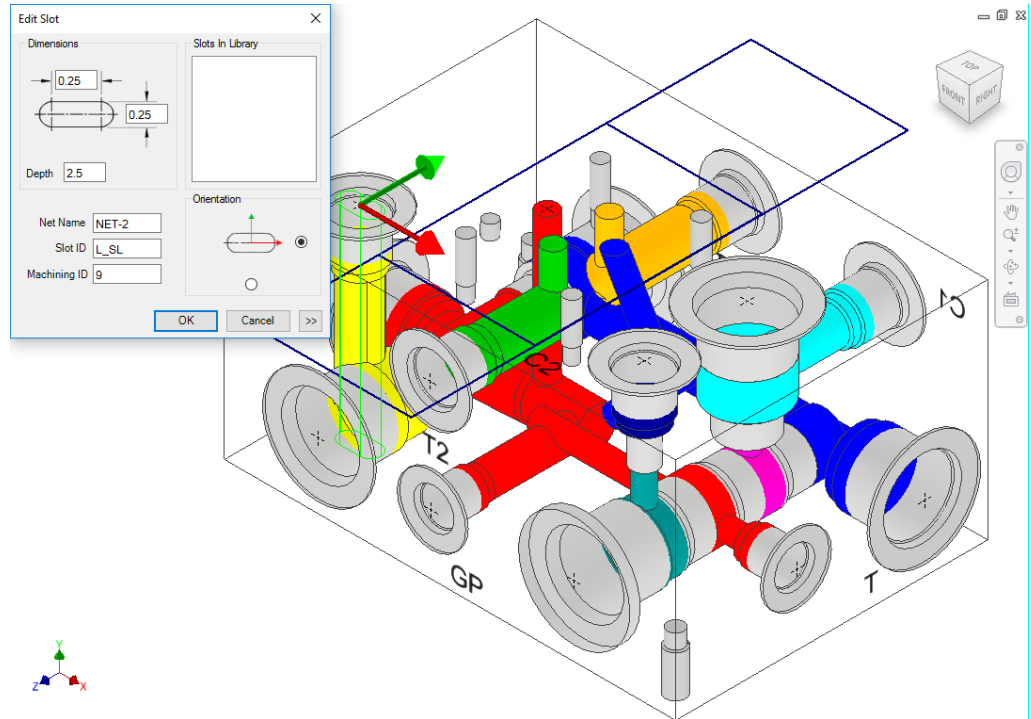 Edit Slot
Dimensions
Slots In Library
0.25
0.25
Depth 2.5
Orientation
Net Name NET-2
Slot ID L_SL
Machining ID 9
OK Cancel >>
TOP
FRONT RIGHT
C1
C2
T2
GP
T
Y
Z X